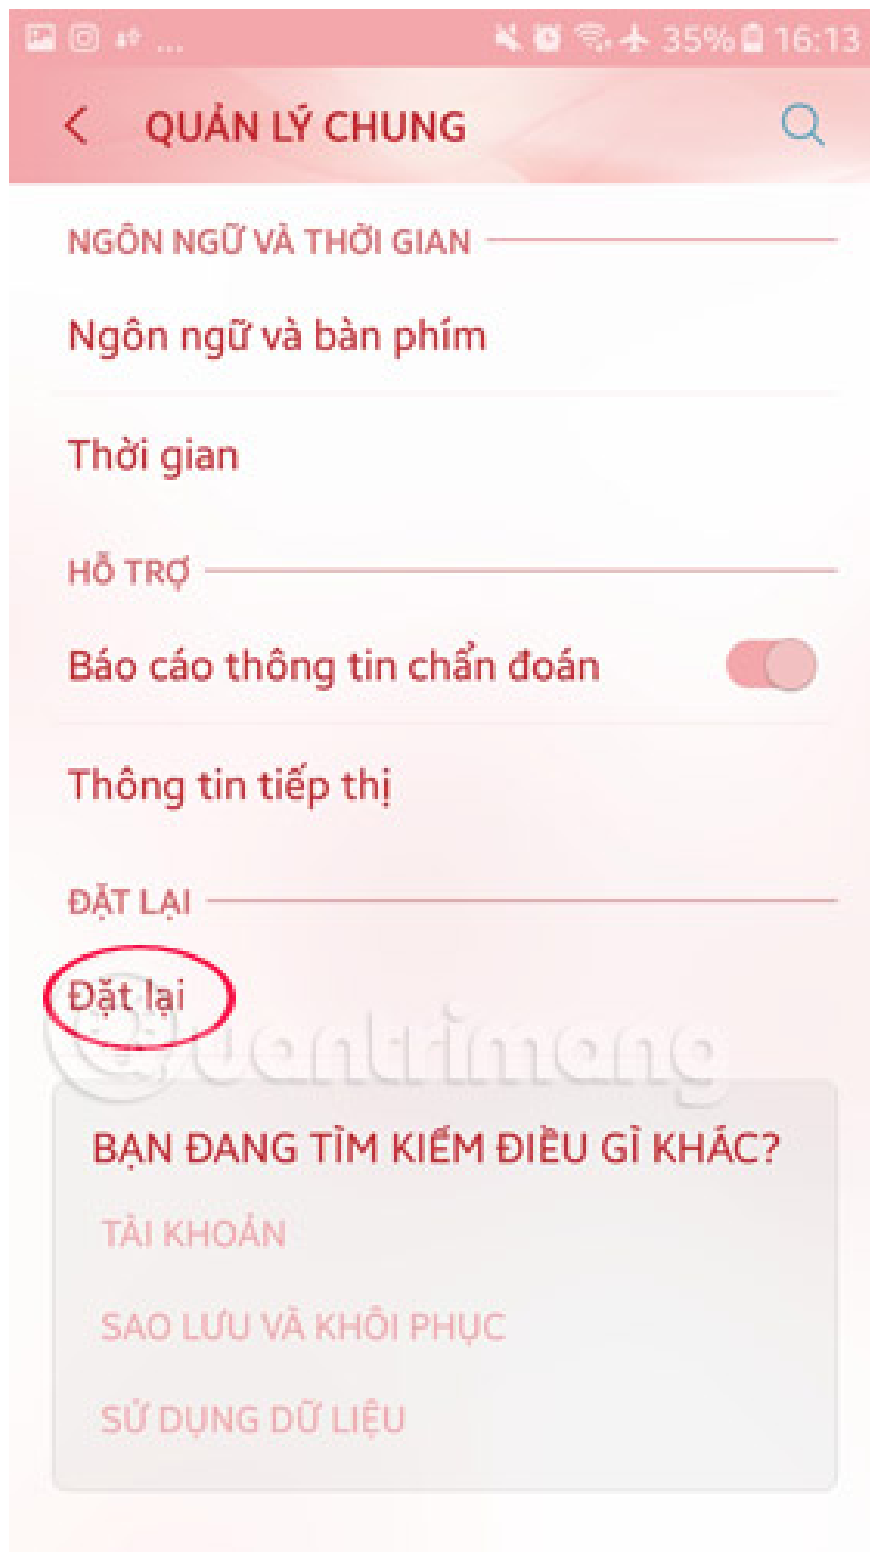 ... 35% 16:13
QUẢN LÝ CHUNG
NGÔN NGỮ VÀ THỜI GIAN
Ngôn ngữ và bàn phím
Thời gian
HỖ TRỢ
Báo cáo thông tin chẩn đoán
Thông tin tiếp thị
ĐẶT LẠI
Đặt lại
Quantrimang
BẠN ĐANG TÌM KIẾM ĐIỀU GÌ KHÁC?
TÀI KHOẢN
SAO LƯU VÀ KHÔI PHỤC
SỬ DỤNG DỮ LIỆU